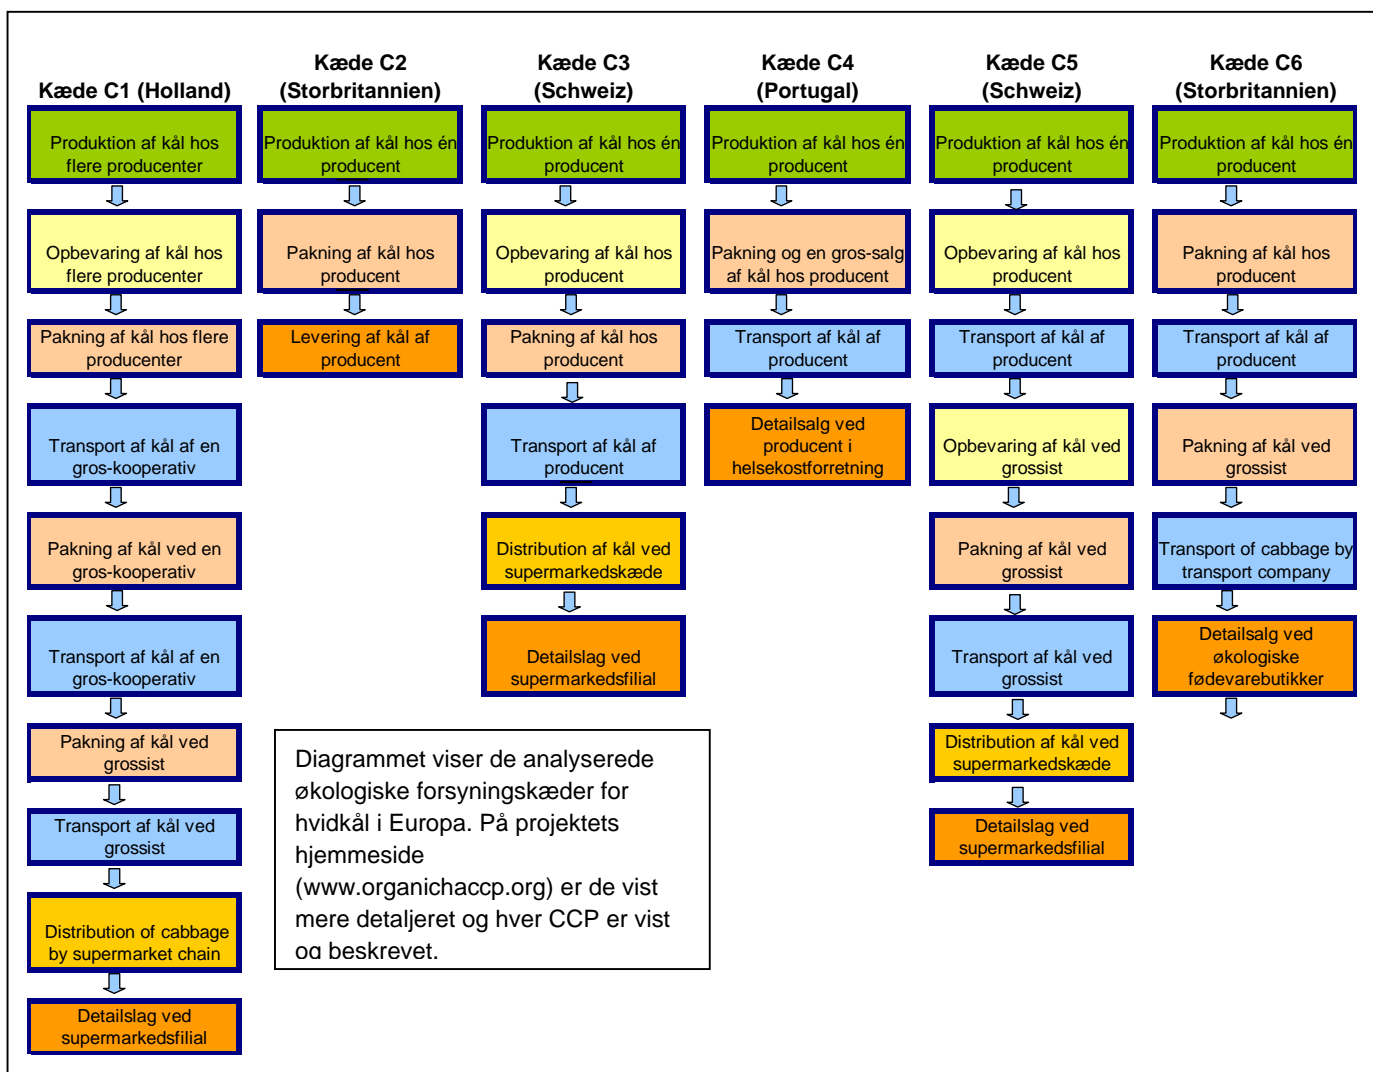 Kæde C1 (Holland)
Produktion af kål hos
flere producenter
Opbevaring af kål hos
flere producenter
Pakning af kål hos flere
producenter
Transport af kål af en
gros-kooperativ
Pakning af kål ved en
gros-kooperativ
Transport af kål af en
gros-kooperativ
Pakning af kål ved
grossist
Transport af kål ved
grossist
Distribution of cabbage
by supermarket chain
Detailslag ved
supermarkedsfilial
Kæde C2
(Storbritannien)
Produktion af kål hos én
producent
Pakning af kål hos
producent
Levering af kål af
producent
Kæde C3
(Schweiz)
Produktion af kål hos én
producent
Opbevaring af kål hos
producent
Pakning af kål hos
producent
Transport af kål af
producent
Distribution af kål ved
supermarkedskæde
Detailslag ved
supermarkedsfilial
Kæde C4
(Portugal)
Produktion af kål hos én
producent
Pakning og en gros-salg
af kål hos producent
Transport af kål af
producent
Detailsalg ved
producent i
helsekostforretning
Kæde C5
(Schweiz)
Produktion af kål hos én
producent
Opbevaring af kål hos
producent
Transport af kål af
producent
Opbevaring af kål ved
grossist
Pakning af kål ved
grossist
Transport af kål ved
grossist
Distribution af kål ved
supermarkedskæde
Detailslag ved
supermarkedsfilial
Kæde C6
(Storbritannien)
Produktion af kål hos én
producent
Pakning af kål hos
producent
Transport af kål af
producent
Pakning af kål ved
grossist
Transport of cabbage by
transport company
Detailsalg ved
økologiske
fødevarebutikker
Diagrammet viser de analyserede
økologiske forsyningskæder for
hvidkål i Europa. På projektets
hjemmeside
(www.organichaccp.org) er de vist
mere detaljeret og hver CCP er vist
og beskrevet.